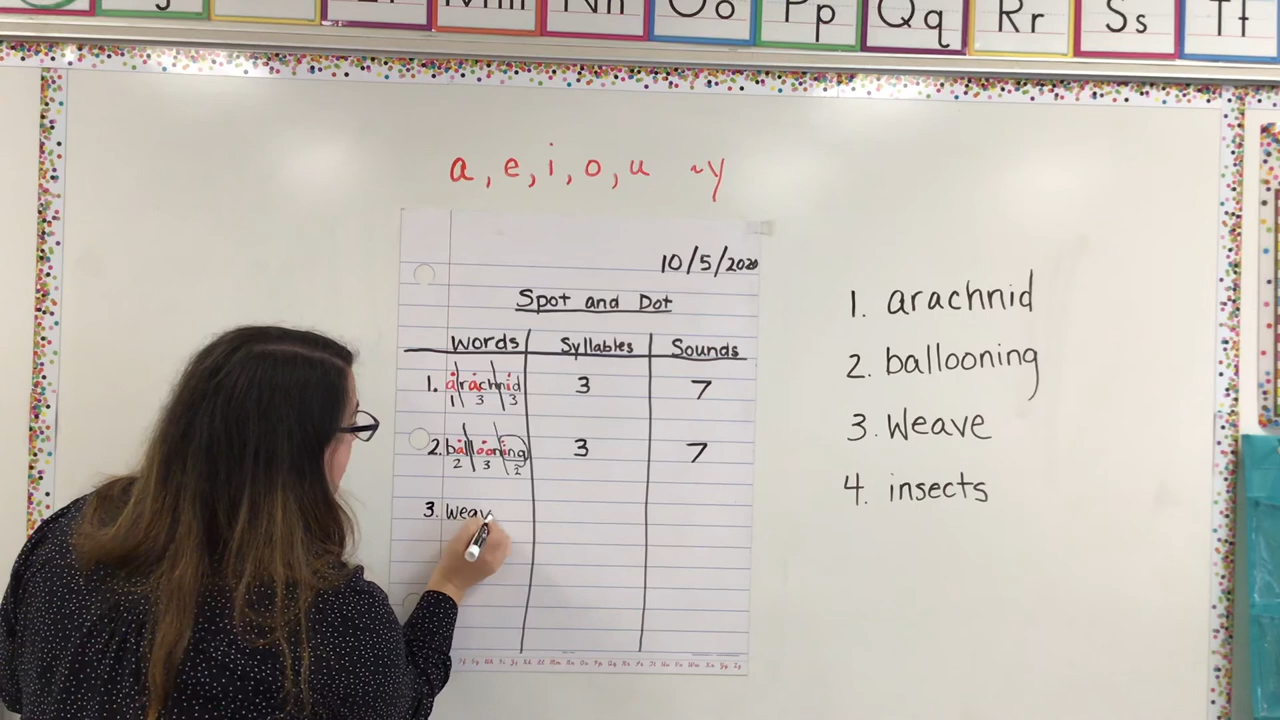 Mm Nn Oo Pp Qq Rr Ss Tt
a, e, i, o, u ~y
10/5/2020
Spot and Dot
Words Syllables Sounds
1. arachnid 3 7
1 3 3
2. ballooning 3 7
2 3 2
3. Weav
1. arachnid
2. ballooning
3. Weave
4. insects